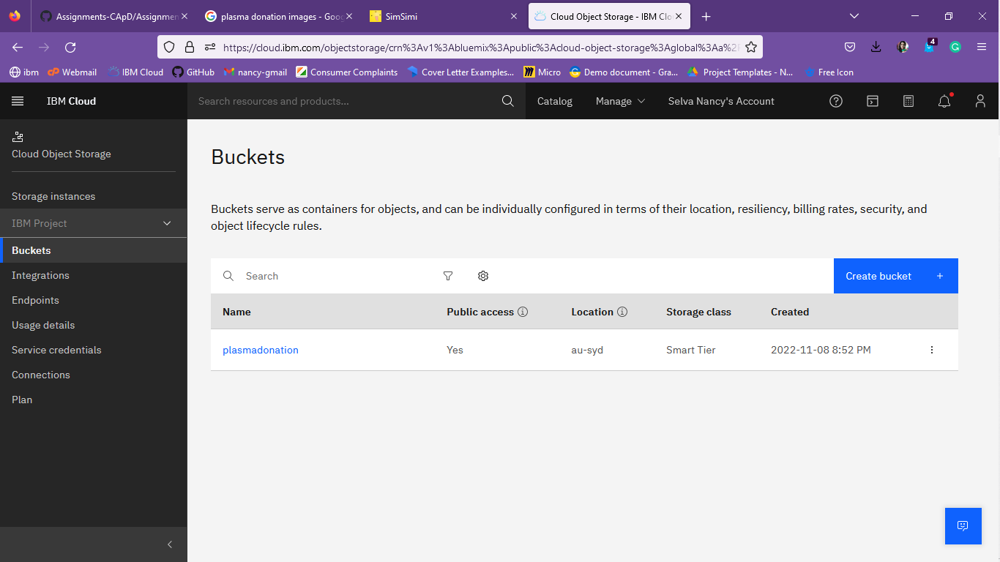 Assignments-CApD/Assignmen
plasma donation images - Goog
SimSimi
Cloud Object Storage - IBM Clo
https://cloud.ibm.com/objectstorage/crn%3Av1%3Abluemix%3Apublic%3Acloud-object-storage%3Aglobal%3Aa%2
4
ibm
Webmail
IBM Cloud
GitHub
nancy-gmail
Consumer Complaints
Cover Letter Examples...
Micro
Demo document - Gra...
Project Templates - N...
Free Icon
IBM Cloud
Search resources and products...
Catalog
Manage
Selva Nancy's Account
Cloud Object Storage
Storage instances
IBM Project
Buckets
Integrations
Endpoints
Usage details
Service credentials
Connections
Plan
Buckets
Buckets serve as containers for objects, and can be individually configured in terms of their location, resiliency, billing rates, security, and
object lifecycle rules.
Search
Create bucket
Name Public access Location Storage class Created
plasmadonation Yes au-syd Smart Tier 2022-11-08 8:52 PM